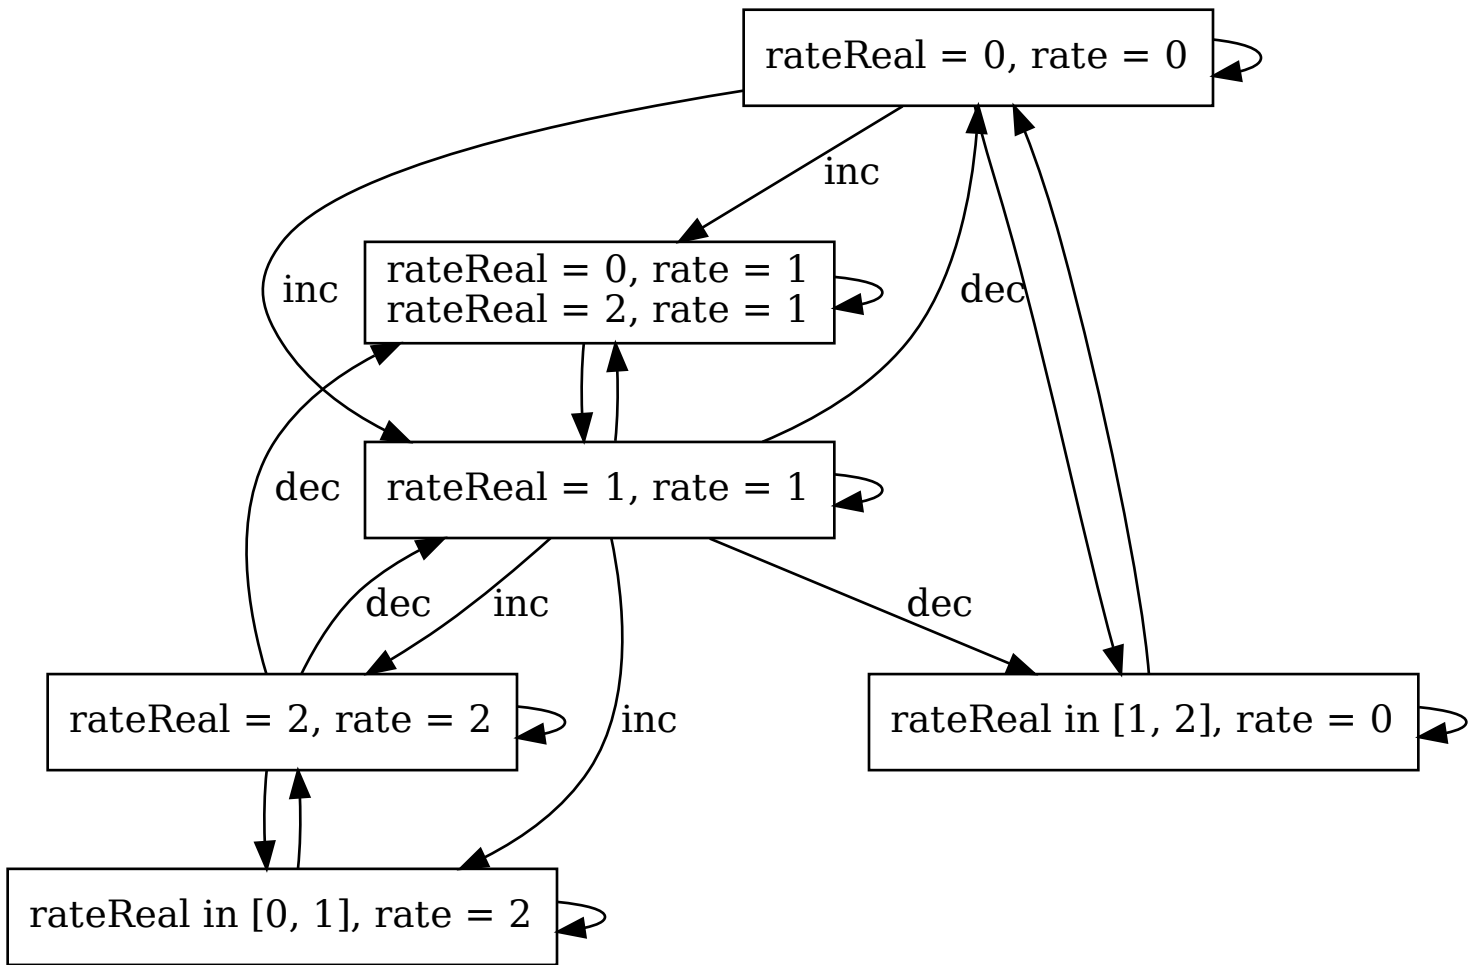 rateReal = 0, rate = 0
inc
rateReal = 0, rate = 1
rateReal = 2, rate = 1
inc
dec
dec
rateReal = 1, rate = 1
dec
inc
dec
rateReal = 2, rate = 2
inc
rateReal in [1, 2], rate = 0
rateReal in [0, 1], rate = 2